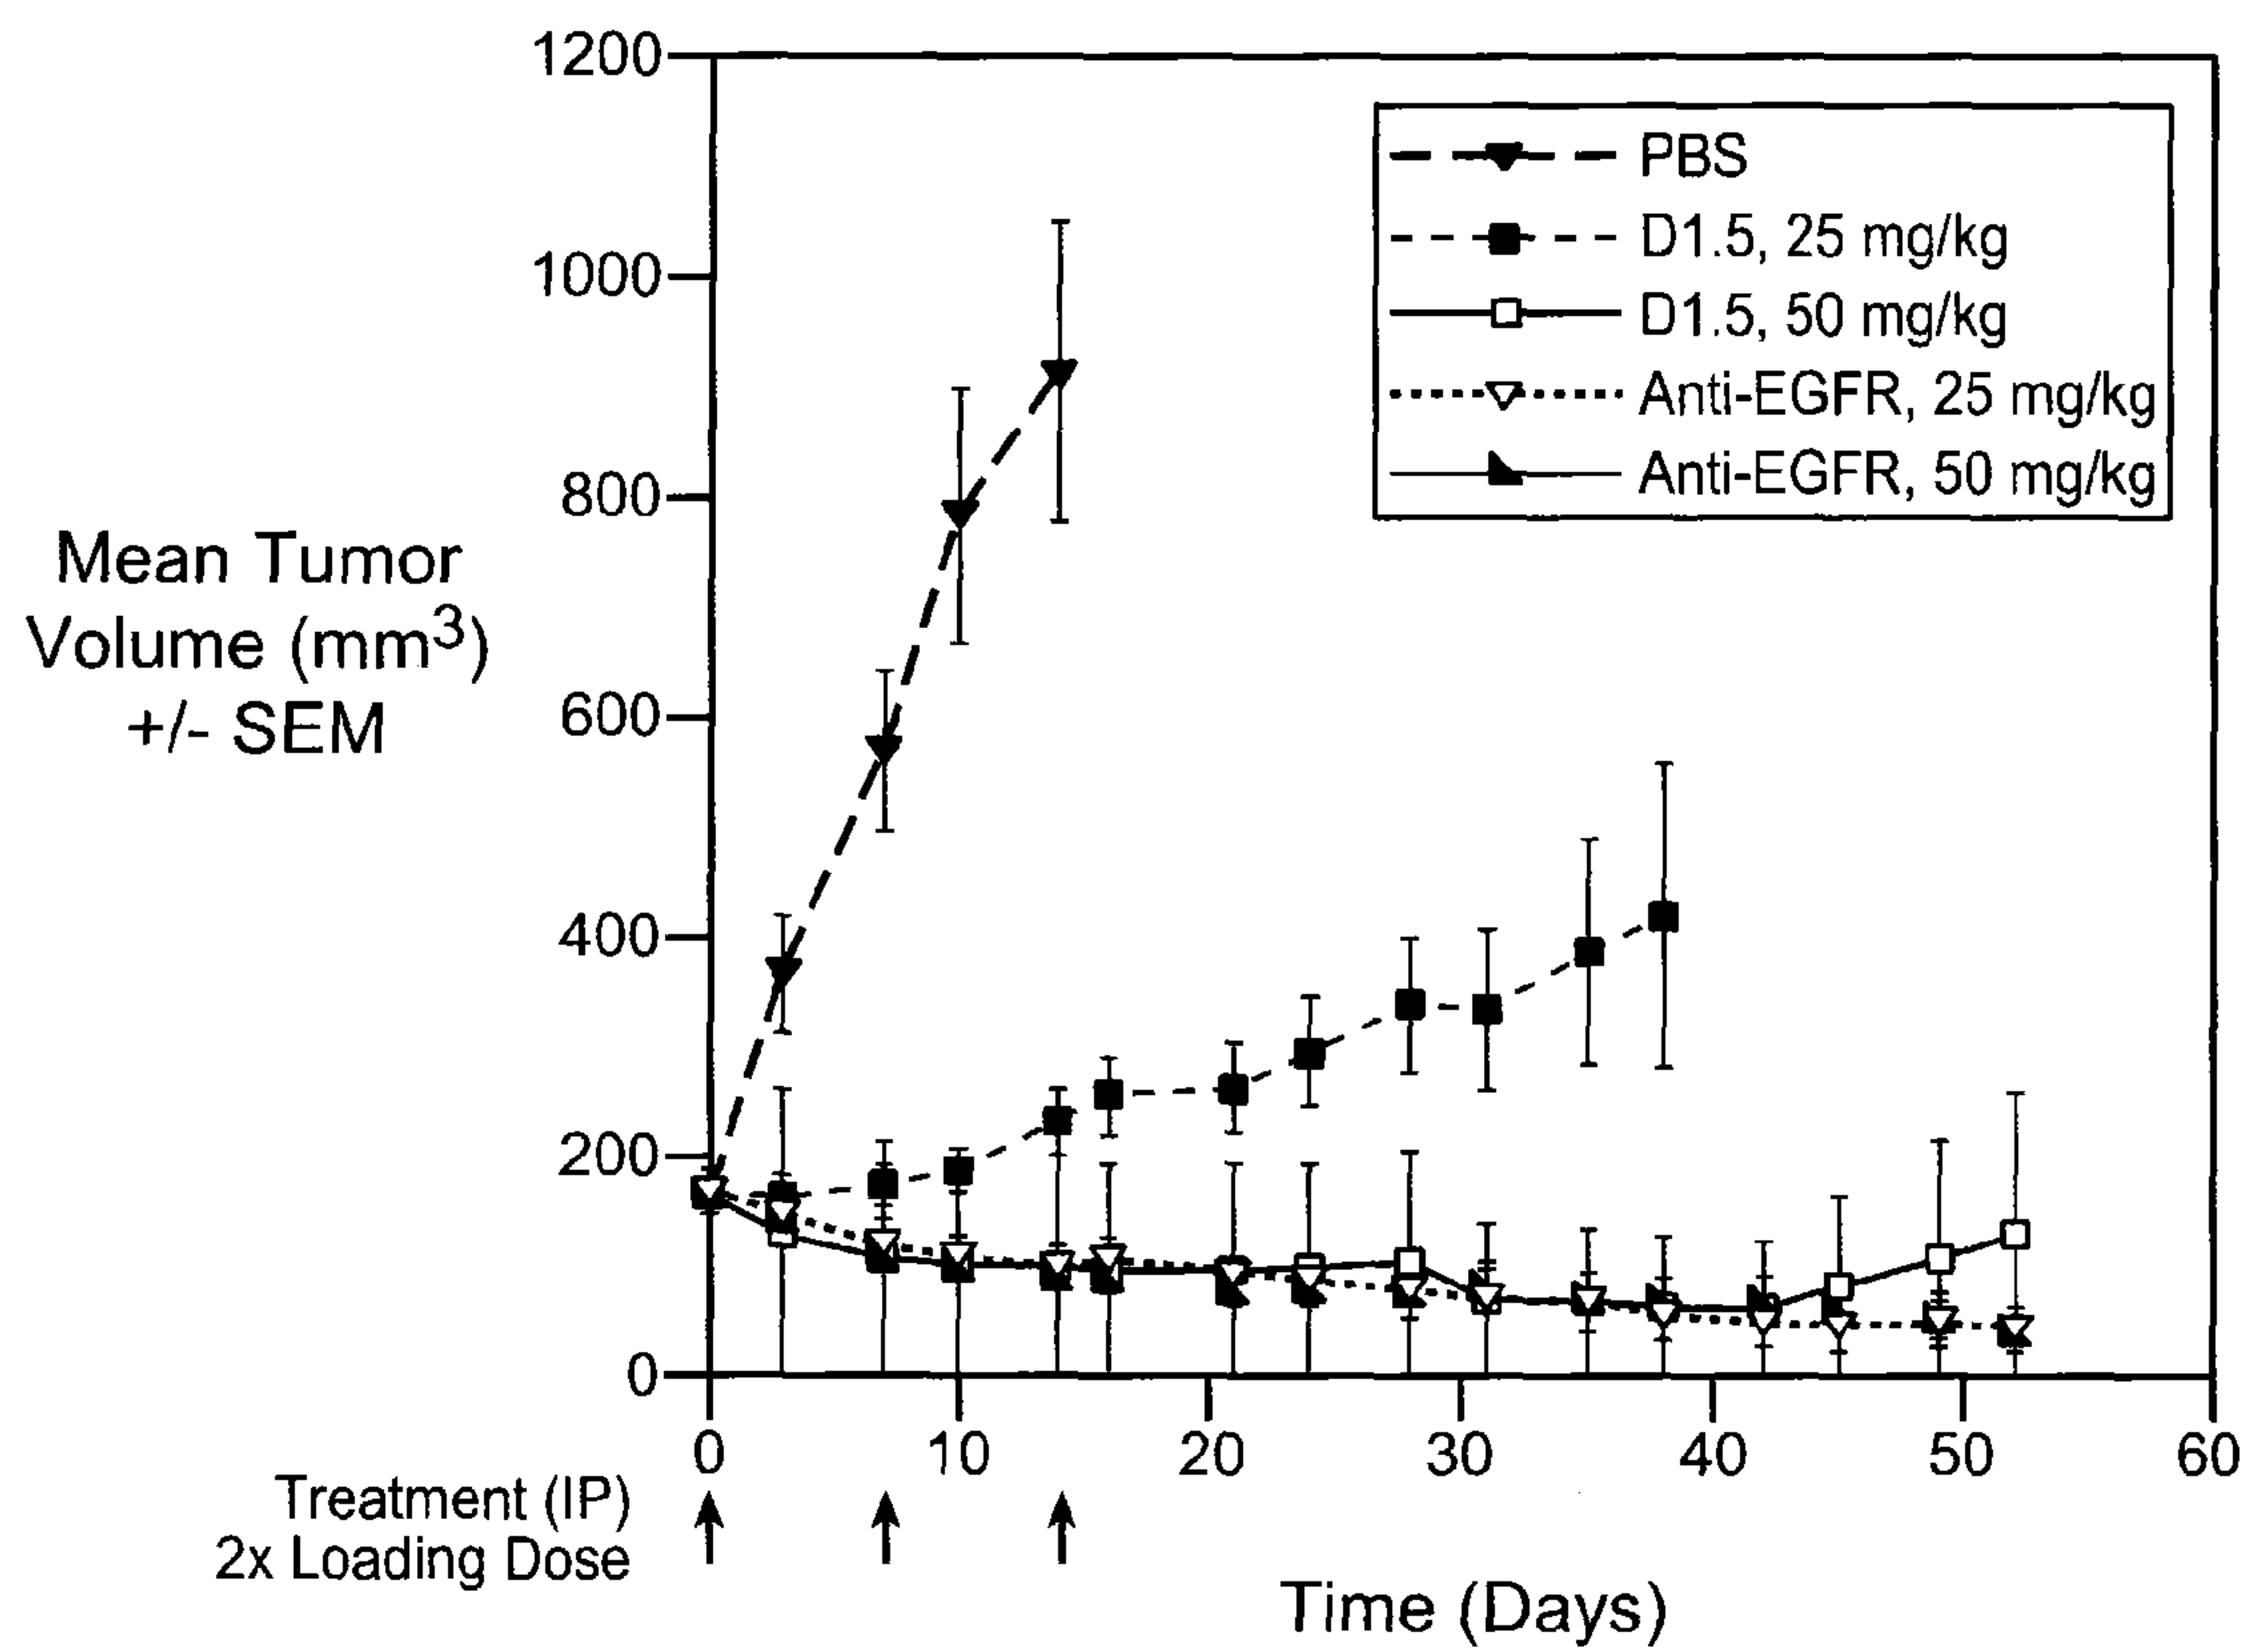 1200
1000
800
600
400
200
0
Mean Tumor
Volume (mm³)
+/- SEM
PBS
D1.5, 25 mg/kg
D1.5, 50 mg/kg
Anti-EGFR, 25 mg/kg
Anti-EGFR, 50 mg/kg
0 10 20 30 40 50 60
Treatment (IP)
2x Loading Dose
Time (Days)